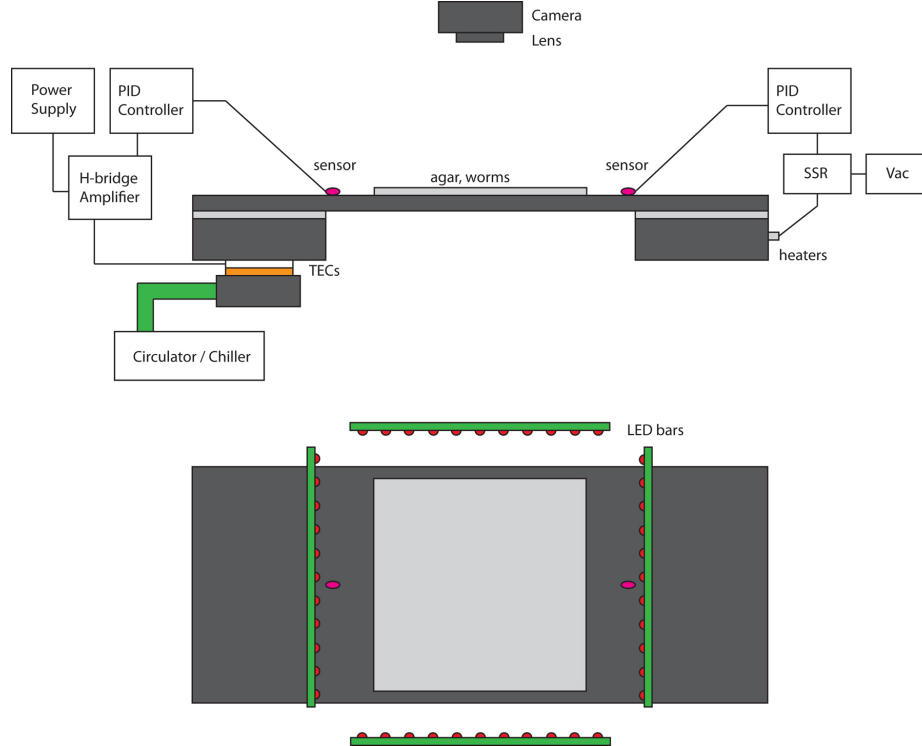 Camera
Lens
Power
Supply
PID
Controller
PID
Controller
sensor
sensor
agar, worms
H-bridge
Amplifier
SSR
Vac
TECs
heaters
Circulator / Chiller
LED bars